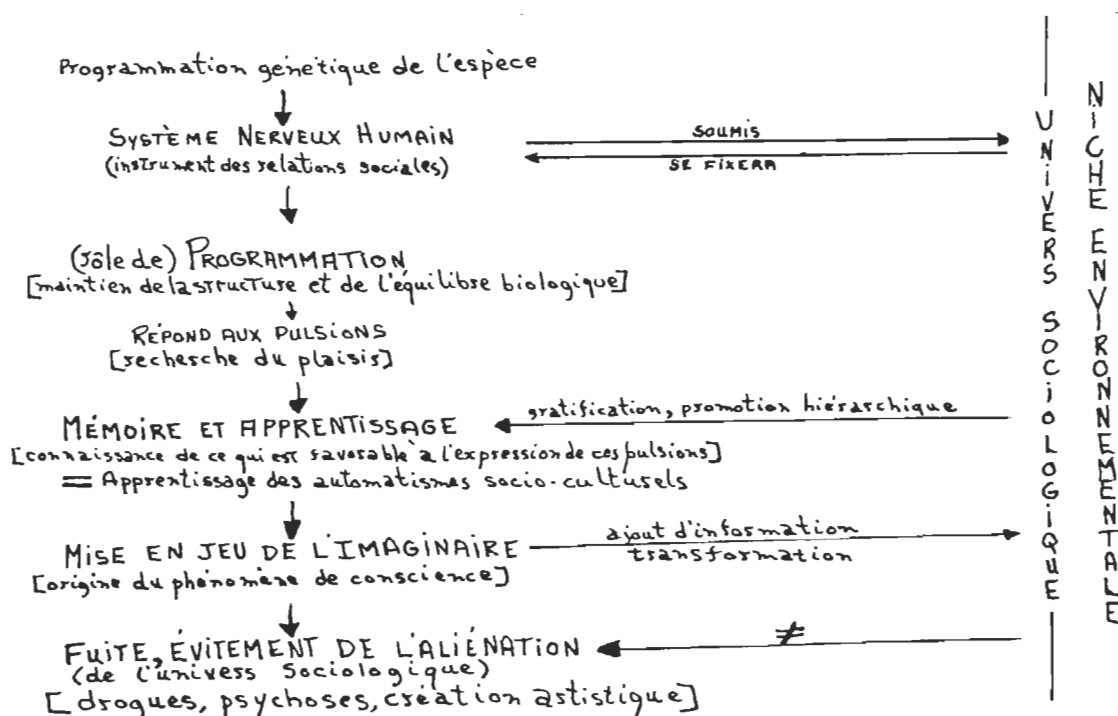 Programmation génétique de l'espèce
SYSTÈME NERVEUX HUMAIN
(instrument des relations sociales)
SOUMIS
SE FIXERA
(rôle de) PROGRAMMATION
[maintien de la structure et de l'équilibre biologique]
RÉPOND AUX PULSIONS
[recherche du plaisir]
MÉMOIRE ET APPRENTISSAGE
gratification, promotion hiérarchique
[connaissance de ce qui est favorable à l'expression de ces pulsions]
= Apprentissage des automatismes socio-culturels
MISE EN JEU DE L'IMAGINAIRE
ajout d'information
transformation
[origine du phénomène de conscience]
FUITE, ÉVITEMENT DE L'ALIÉNATION
≠
(de l'univers sociologique)
[drogues, psychoses, création artistique]
UNIVERS SOCIOLOGIQUE
NICHE ENVIRONNEMENTALE